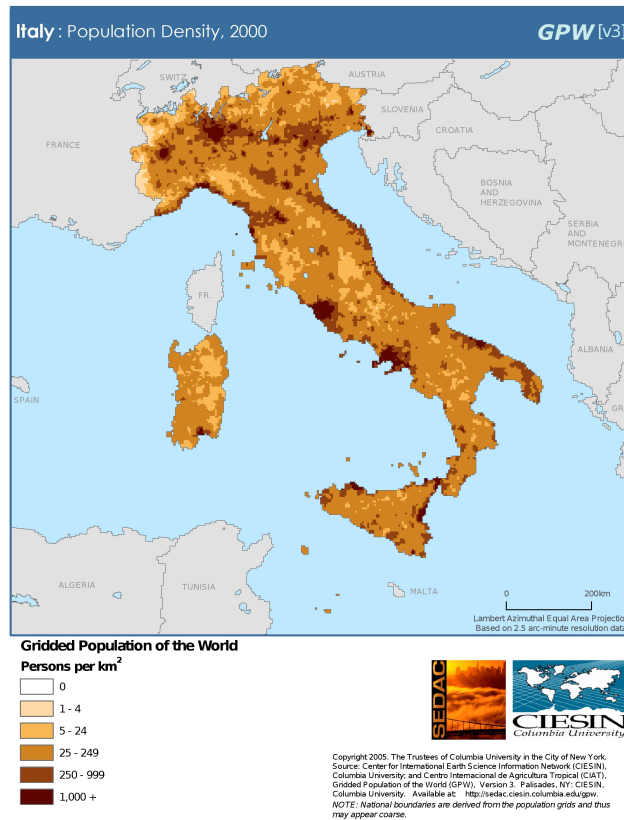 Italy : Population Density, 2000
GPW [v3]
SWITZ.
AUSTRIA
SLOVENIA
CROATIA
FRANCE
BOSNIA
AND
HERZEGOVINA
SERBIA
AND
MONTENEGR
FR.
ALBANIA
SPAIN
GR
ALGERIA
TUNISIA
MALTA
0 200km
Lambert Azimuthal Equal Area Projectio
Based on 2.5 arc-minute resolution data
Gridded Population of the World
Persons per km²
0
1 - 4
5 - 24
25 - 249
250 - 999
1,000 +
SEDAC
CIESIN
Columbia University
Copyright 2005. The Trustees of Columbia University in the City of New York.
Source: Center for International Earth Science Information Network (CIESIN),
Columbia University; and Centro Internacional de Agricultura Tropical (CIAT),
Gridded Population of the World (GPW), Version 3. Palisades, NY: CIESIN,
Columbia University. Available at: http://sedac.ciesin.columbia.edu/gpw.
NOTE: National boundaries are derived from the population grids and thus
may appear coarse.